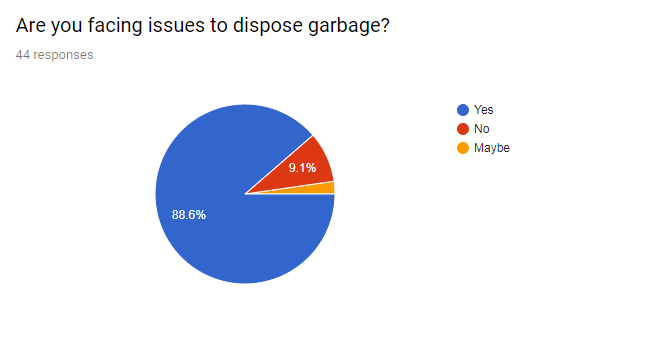 Are you facing issues to dispose garbage?
44 responses
Yes
No
Maybe
9.1%
88.6%